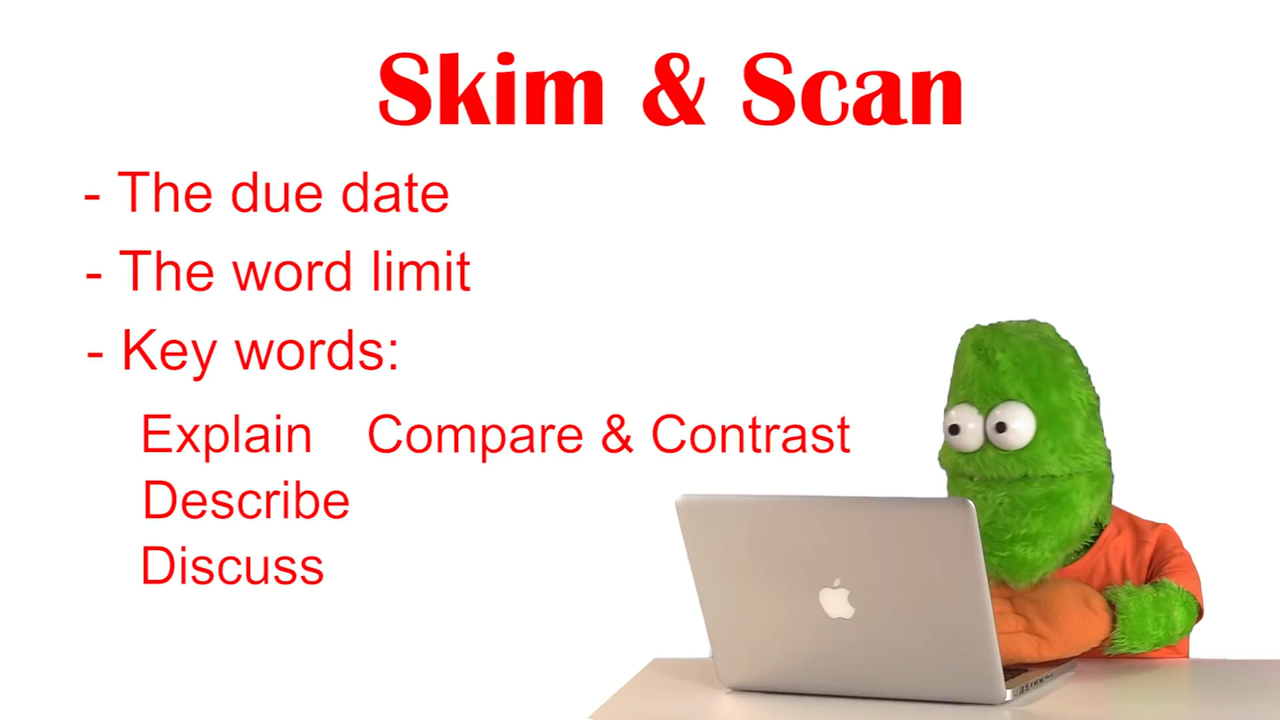 Skim & Scan
- The due date
- The word limit
- Key words:
Explain Compare & Contrast
Describe
Discuss